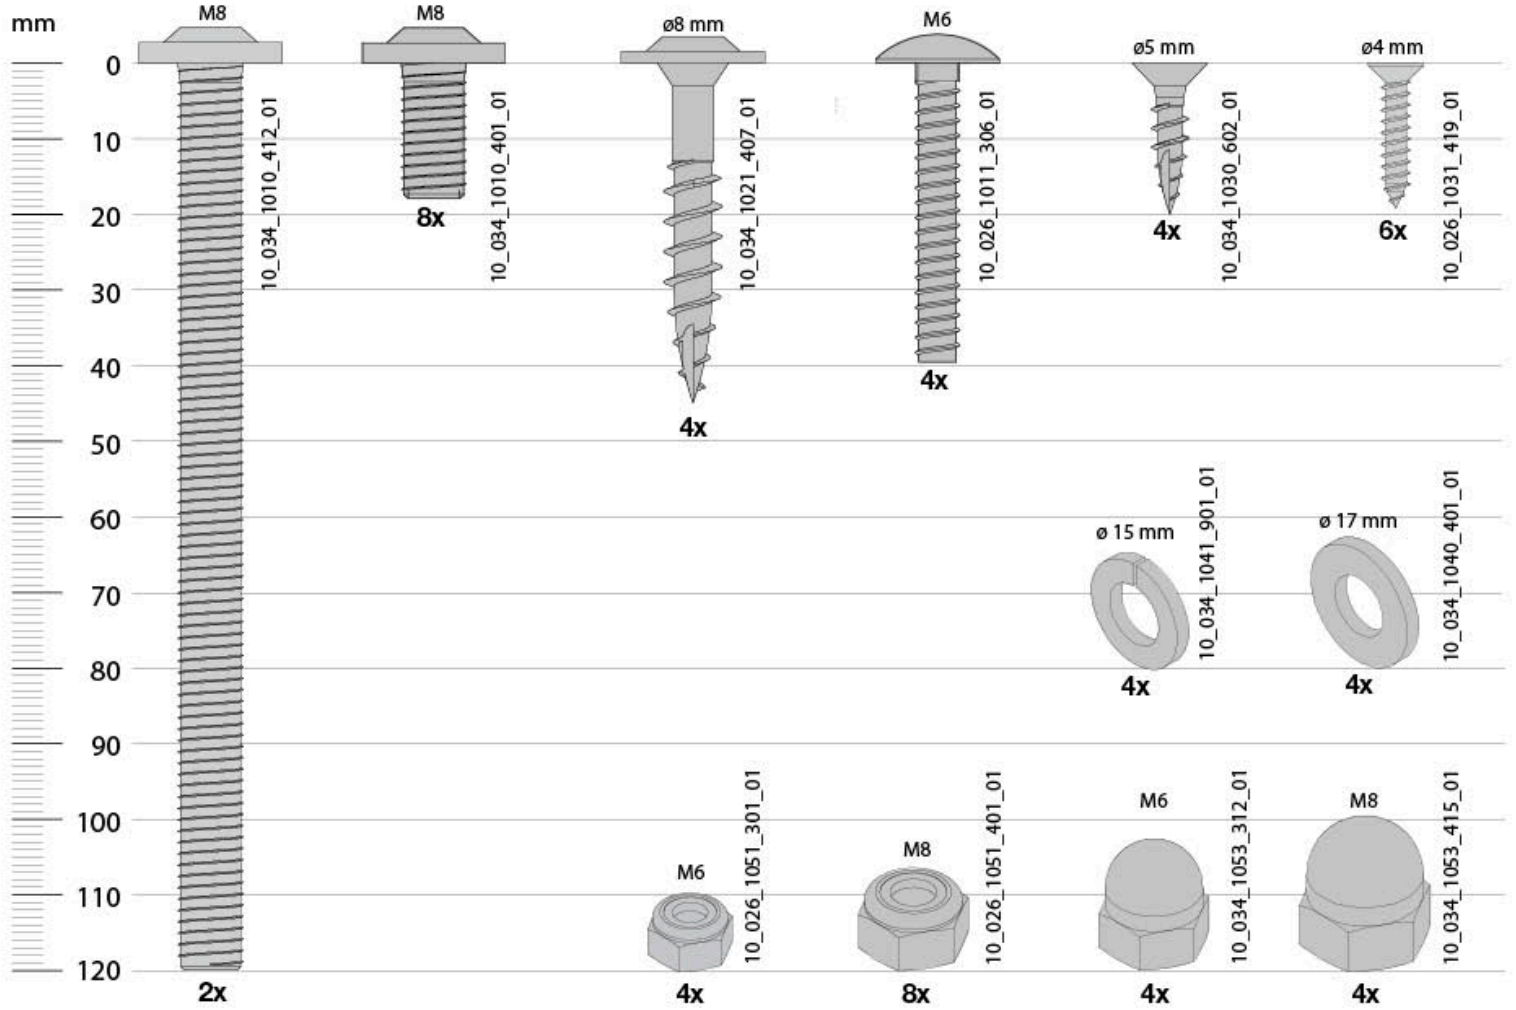 mm
M8
M8
ø8 mm
M6
ø5 mm
ø4 mm
0
10
20
30
40
50
60
70
80
90
100
110
120
10_034_1010_412_01
10_034_1010_401_01
10_034_1021_407_01
10_026_1011_306_01
10_034_1030_602_01
10_026_1031_419_01
8x
4x
4x
4x
6x
ø 15 mm
ø 17 mm
10_034_1041_901_01
10_034_1040_401_01
4x
4x
M6
M8
M6
M8
10_026_1051_301_01
10_026_1051_401_01
10_034_1053_312_01
10_034_1053_415_01
2x
4x
8x
4x
4x